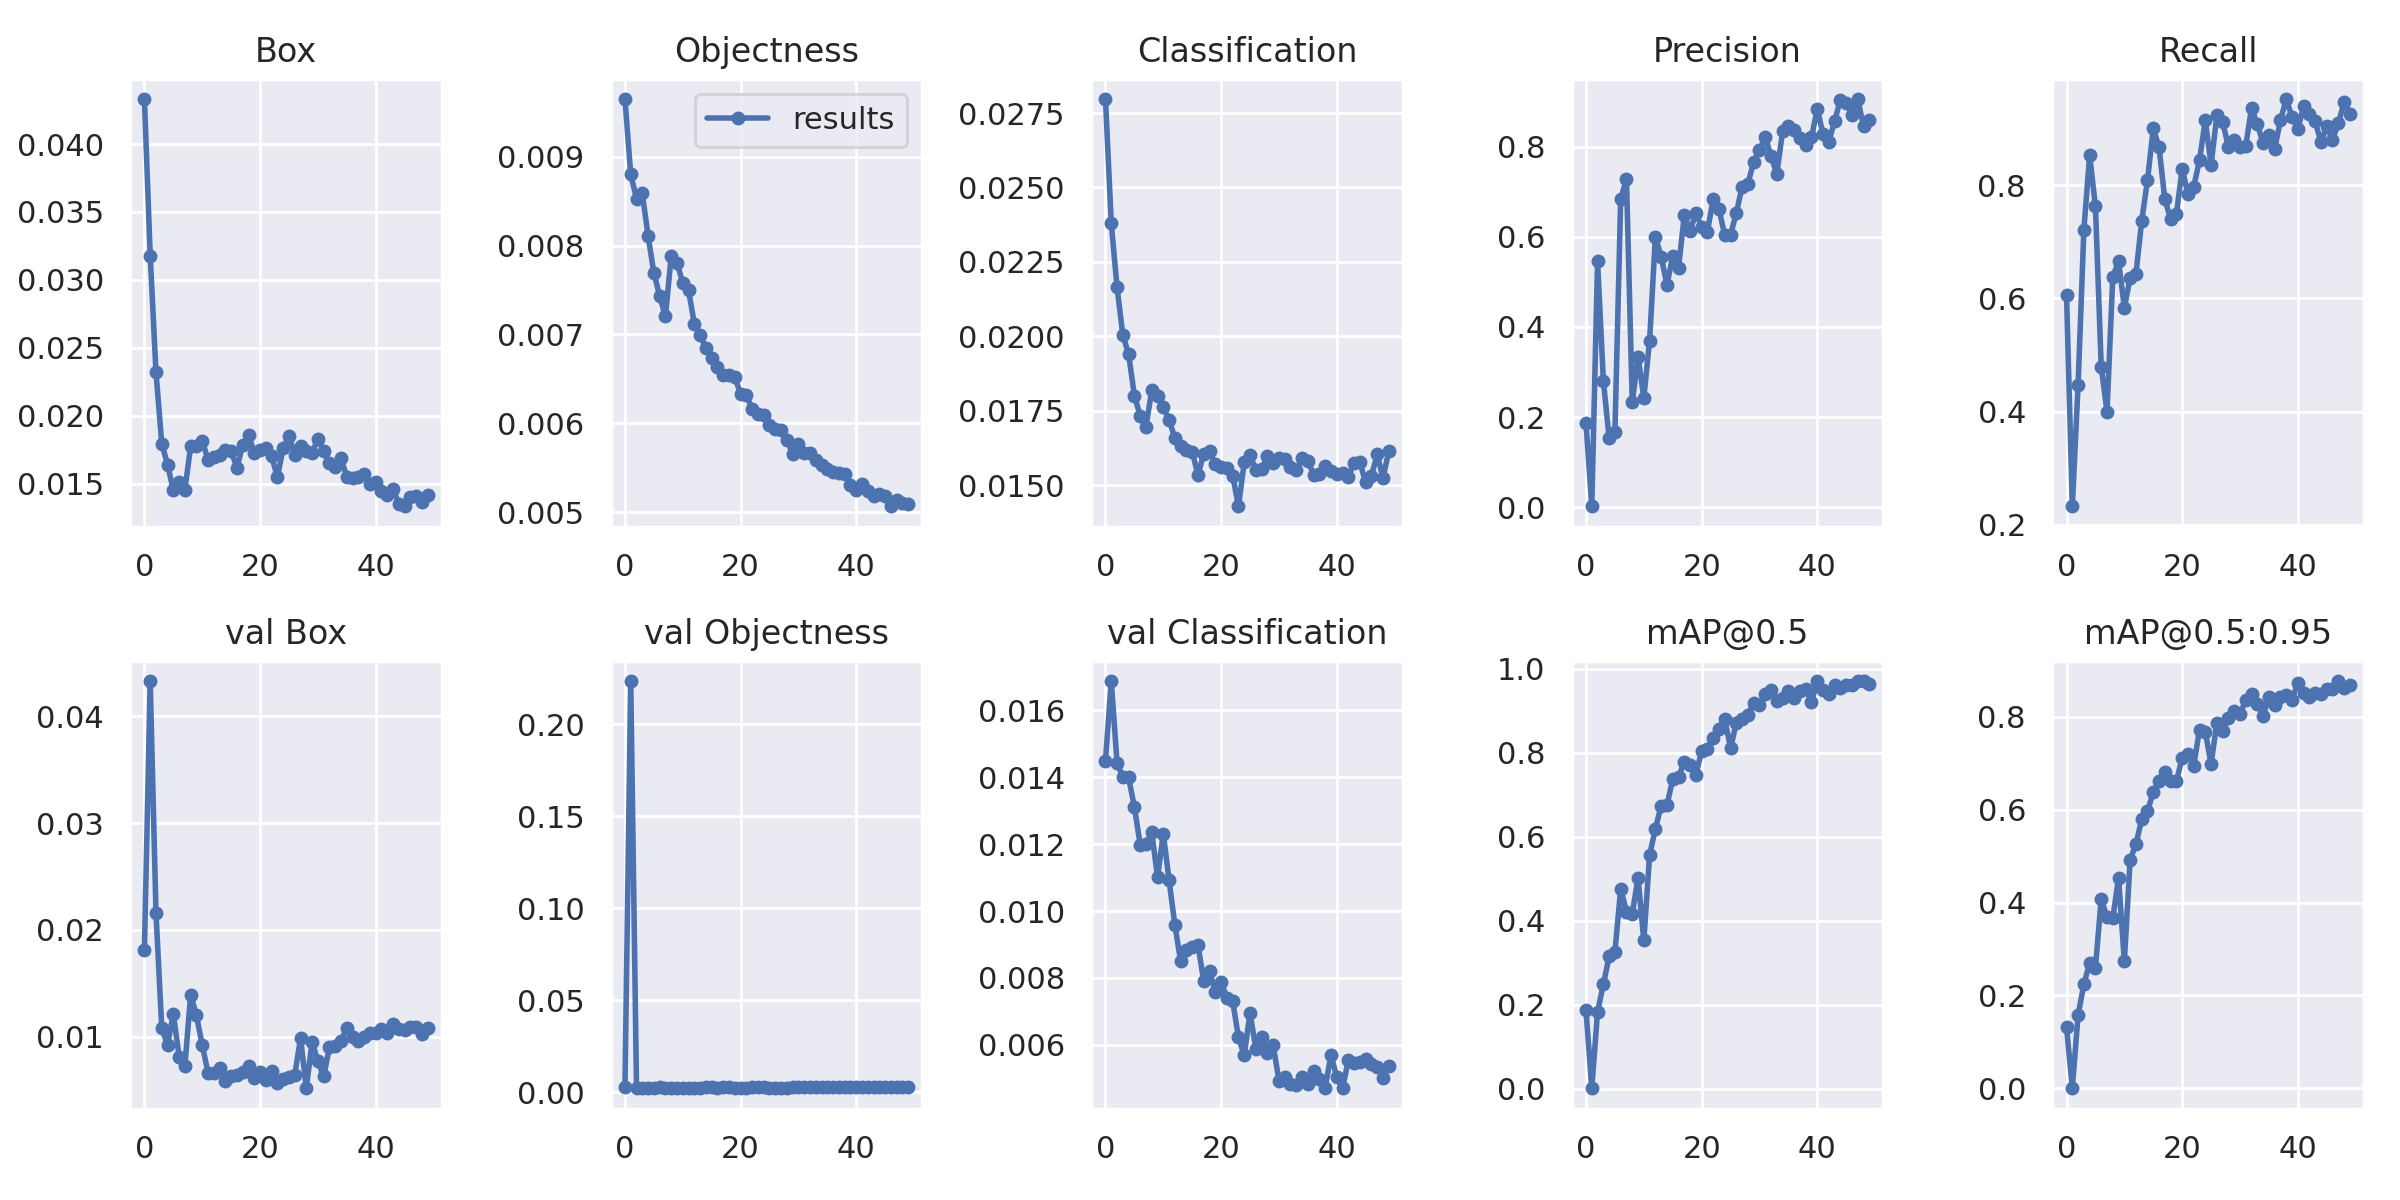 Box
0.040
0.035
0.030
0.025
0.020
0.015
0 20 40
Objectness
results
0.009
0.008
0.007
0.006
0.005
0 20 40
Classification
0.0275
0.0250
0.0225
0.0200
0.0175
0.0150
0 20 40
Precision
0.8
0.6
0.4
0.2
0.0
0 20 40
Recall
0.8
0.6
0.4
0.2
0 20 40
val Box
0.04
0.03
0.02
0.01
0 20 40
val Objectness
0.20
0.15
0.10
0.05
0.00
0 20 40
val Classification
0.016
0.014
0.012
0.010
0.008
0.006
0 20 40
mAP@0.5
1.0
0.8
0.6
0.4
0.2
0.0
0 20 40
mAP@0.5:0.95
0.8
0.6
0.4
0.2
0.0
0 20 40